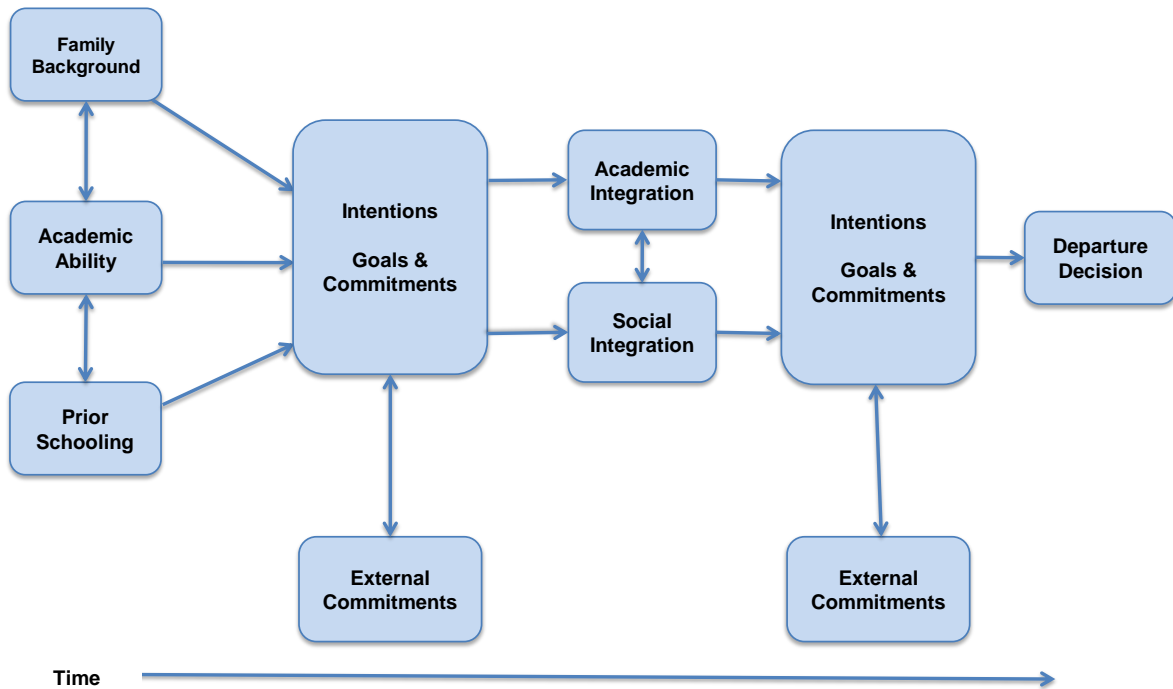 Family
Background
Academic
Ability
Prior
Schooling
Intentions
Goals &
Commitments
External
Commitments
Academic
Integration
Social
Integration
Intentions
Goals &
Commitments
External
Commitments
Departure
Decision
Time